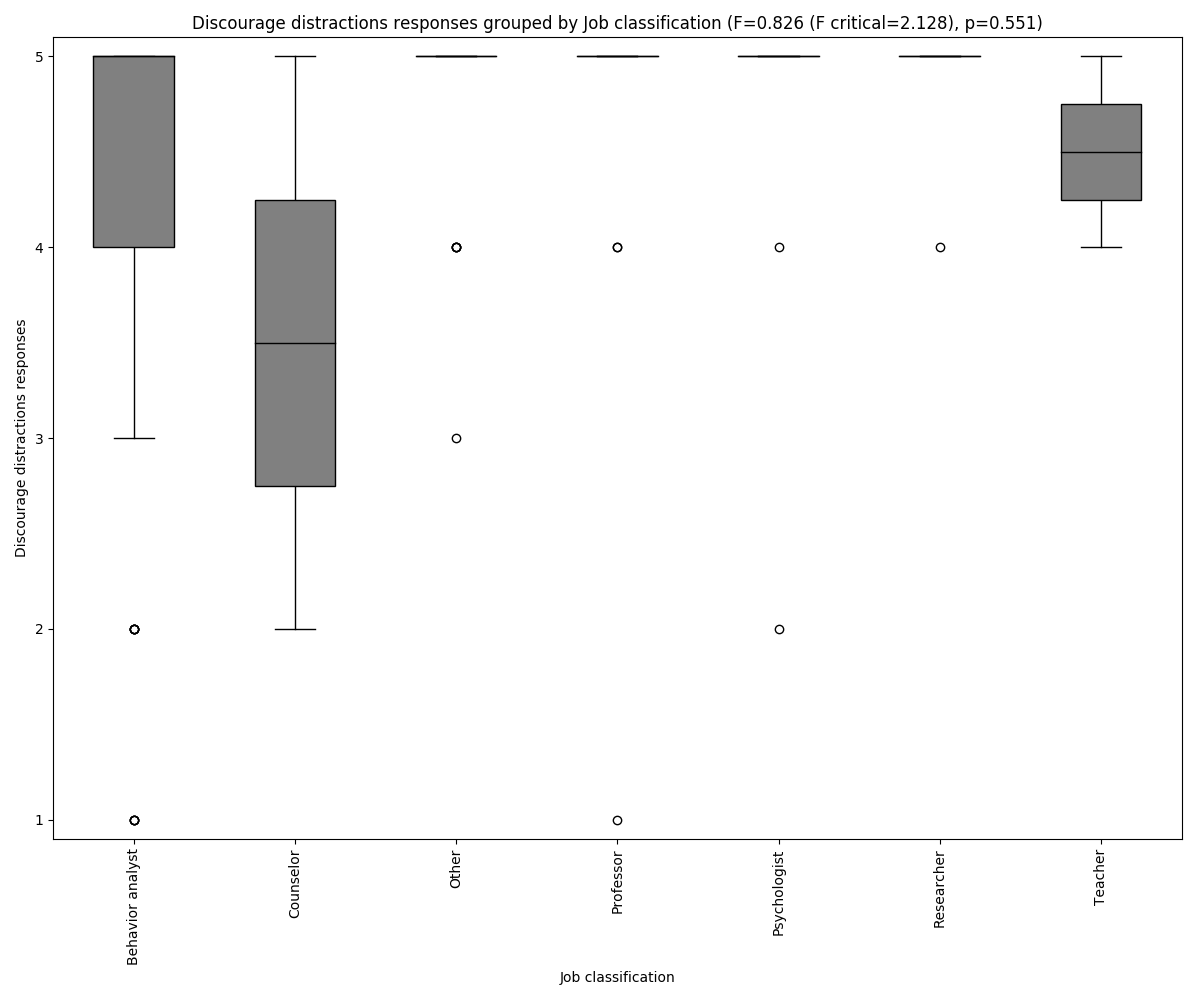 Discourage distractions responses grouped by Job classification (F=0.826 (F critical=2.128), p=0.551)
Discourage distractions responses
5
4
3
2
1
Behavior analyst
Counselor
Other
Professor
Psychologist
Researcher
Teacher
Job classification